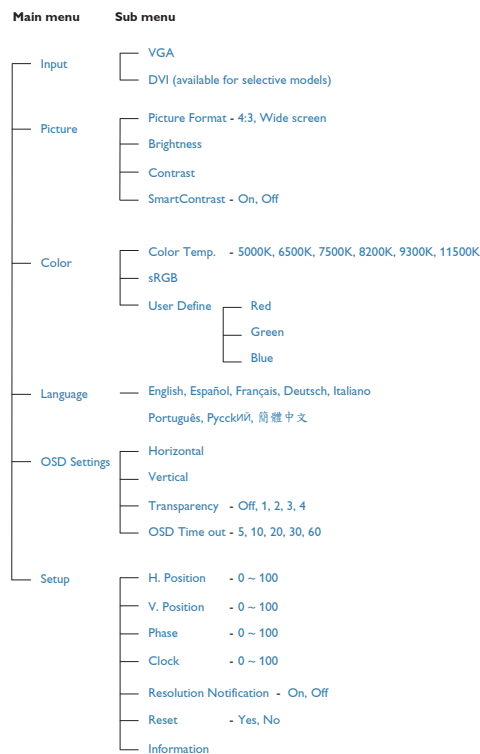 Main menu Sub menu
Input
VGA
DVI (available for selective models)
Picture
Picture Format - 4:3, Wide screen
Brightness
Contrast
SmartContrast - On, Off
Color
Color Temp. - 5000K, 6500K, 7500K, 8200K, 9300K, 11500K
sRGB
User Define
Red
Green
Blue
Language
English, Español, Français, Deutsch, Italiano
Português, Русский, 簡體中文
OSD Settings
Horizontal
Vertical
Transparency - Off, 1, 2, 3, 4
OSD Time out - 5, 10, 20, 30, 60
Setup
H. Position - 0 ~ 100
V. Position - 0 ~ 100
Phase - 0 ~ 100
Clock - 0 ~ 100
Resolution Notification - On, Off
Reset - Yes, No
Information